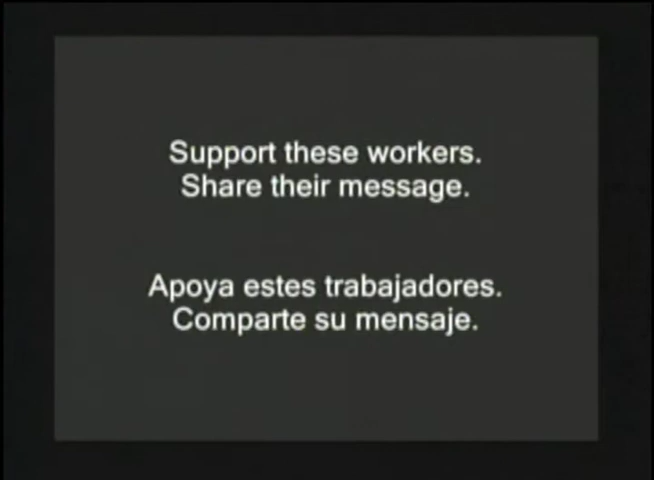 Support these workers.
Share their message.
Apoya estes trabajadores.
Comparte su mensaje.